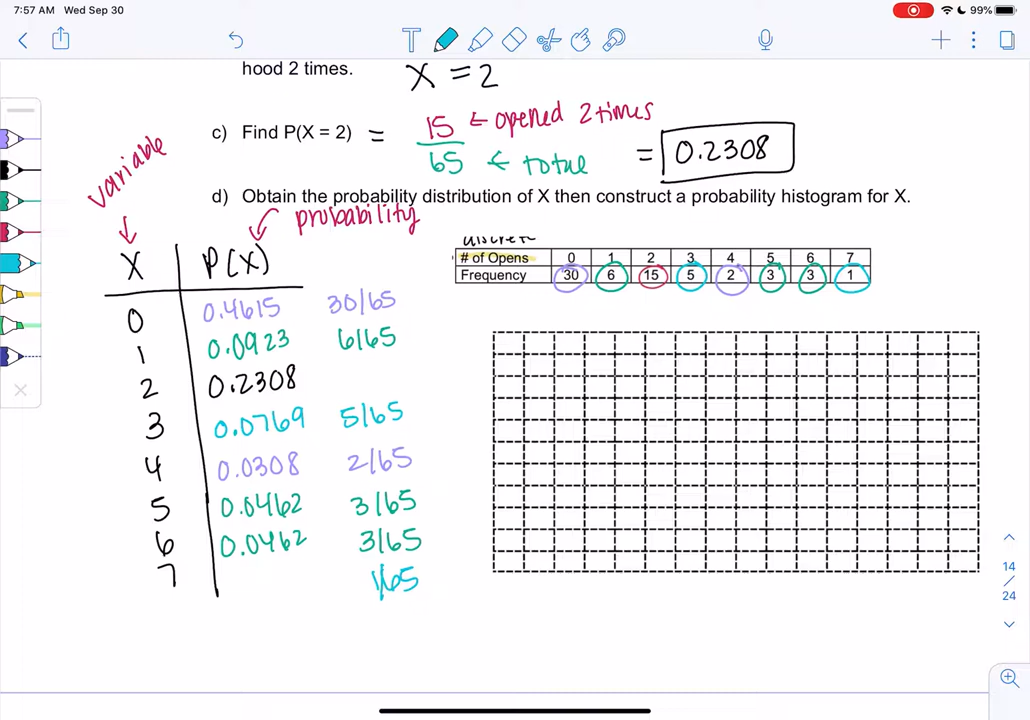 7:57 AM Wed Sep 30
99%
T
hood 2 times.
X = 2
c) Find P(X = 2) = 15/65 ← opened 2 times ← total = 0.2308
d) Obtain the probability distribution of X then construct a probability histogram for X.
variable
probability
discrete
# of Opens 0 1 2 3 4 5 6 7
Frequency 30 6 15 5 2 3 3 1
X P(X)
0 0.4615 30/65
1 0.0923 6/65
2 0.2308
3 0.0769 5/65
4 0.0308 2/65
5 0.0462 3/65
6 0.0462 3/65
7 1/65
14
/
24